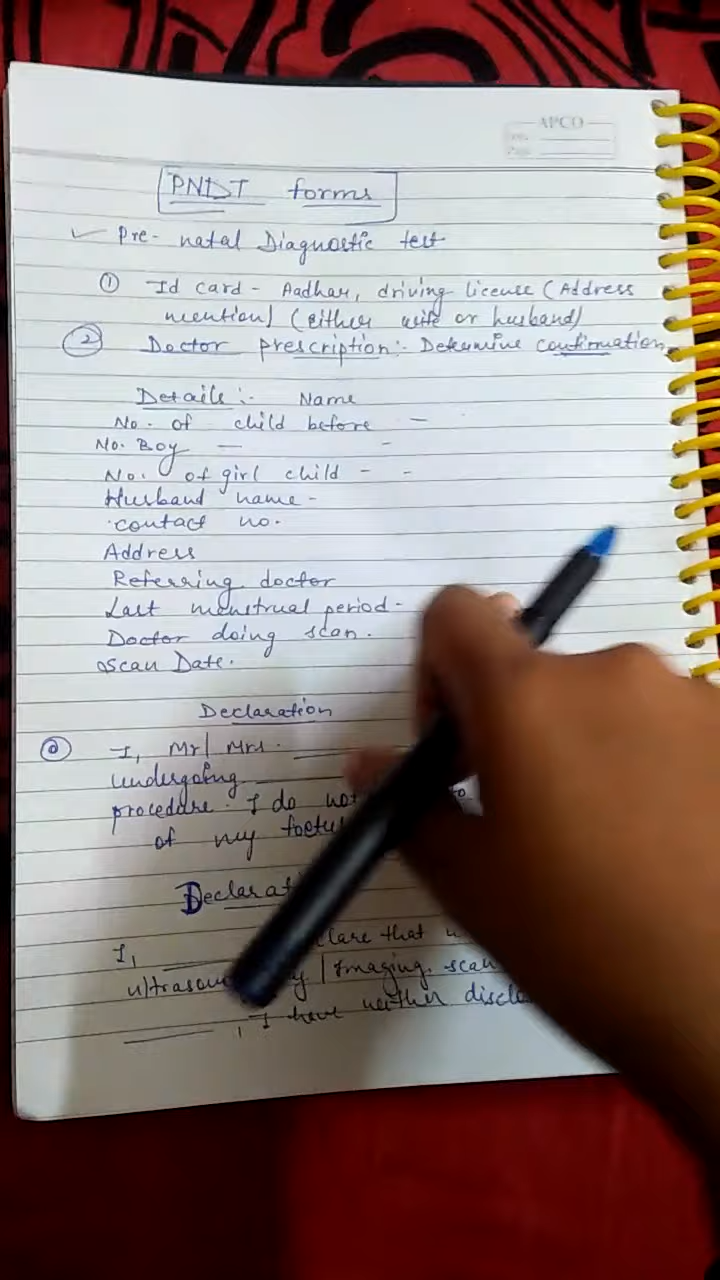 APCO
PNDT forms
Pre-natal Diagnostic test
① Id card - Aadhar, driving license (Address
mention) (Either wife or husband)
② Doctor prescription:- Determine confirmation
Details:- Name
No. of child before -
No. Boy -
No. of girl child -
Husband name -
contact no.
Address
Referring doctor
Last menstrual period -
Doctor doing scan.
Scan Date.
Declaration
I, Mr/Mrs.
undergoing
procedure. I do
of my
I,
that
Imaging scan
, I have neither